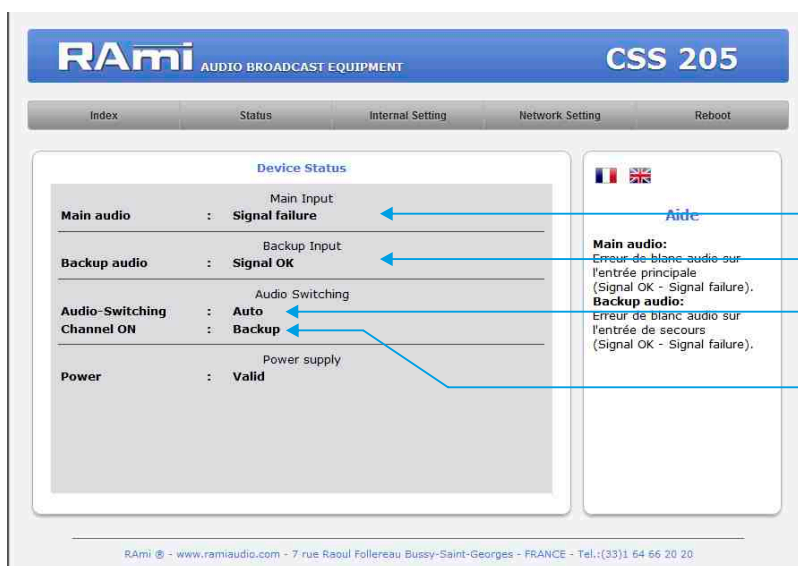 RAmi AUDIO BROADCAST EQUIPMENT CSS 205
Index Status Internal Setting Network Setting Reboot
Device Status
Main Input
Main audio : Signal failure
Backup Input
Backup audio : Signal OK
Audio Switching
Audio-Switching : Auto
Channel ON : Backup
Power supply
Power : Valid
Aide
Main audio:
Erreur de blanc audio sur
l'entrée principale
(Signal OK - Signal failure).
Backup audio:
Erreur de blanc audio sur
l'entrée de secours
(Signal OK - Signal failure).
RAmi ® - www.ramiaudio.com - 7 rue Raoul Follereau Bussy-Saint-Georges - FRANCE - Tel.:(33)1 64 66 20 20